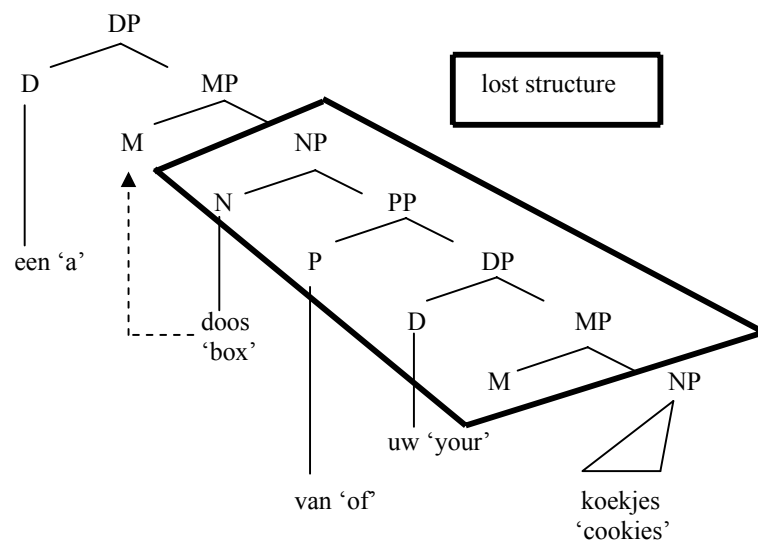 DP
lost structure
D MP
M NP
N PP
een ‘a’ P DP
doos D MP
‘box’
M NP
uw ‘your’
van ‘of’ koekjes
‘cookies’